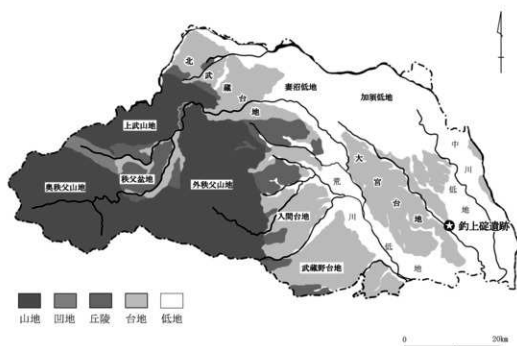 北武蔵台地
妻沼低地
加須低地
上武山地
中川低地
大宮台地
秩父盆地
奥秩父山地
外秩父山地
荒川低地
入間台地
釣上碇遺跡
武蔵野台地
山地 凹地 丘陵 台地 低地
0 20km